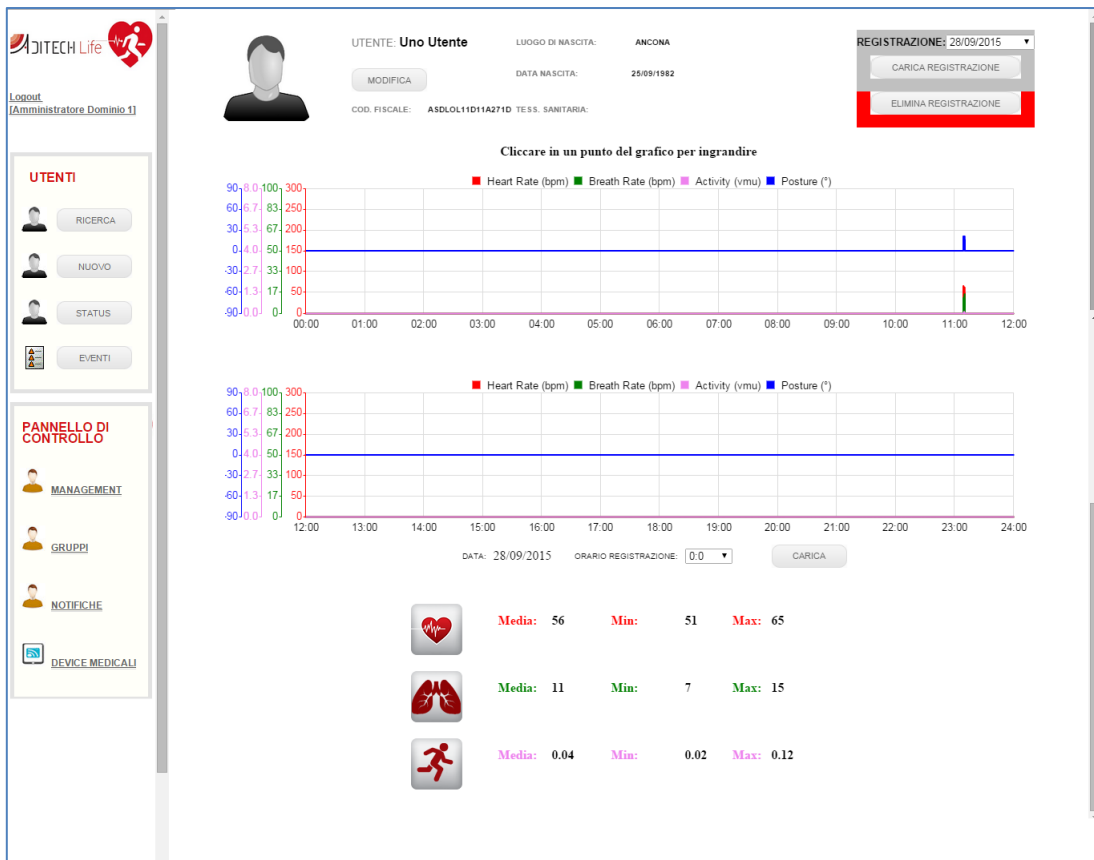 ADITECH Life
Logout
[Amministratore Dominio 1]
UTENTI
RICERCA
NUOVO
STATUS
EVENTI
PANNELLO DI
CONTROLLO
MANAGEMENT
GRUPPI
NOTIFICHE
DEVICE MEDICALI
UTENTE: Uno Utente LUOGO DI NASCITA: ANCONA
MODIFICA DATA NASCITA: 25/09/1982
COD. FISCALE: ASDLOL11D11A271D TESS. SANITARIA:
REGISTRAZIONE: 28/09/2015
CARICA REGISTRAZIONE
ELIMINA REGISTRAZIONE
Cliccare in un punto del grafico per ingrandire
Heart Rate (bpm) Breath Rate (bpm) Activity (vmu) Posture (°)
90 8.0 100 300
60 6.7 83 250
30 5.3 67 200
0 4.0 50 150
-30 2.7 33 100
-60 1.3 17 50
-90 0.0 0 0
00:00 01:00 02:00 03:00 04:00 05:00 06:00 07:00 08:00 09:00 10:00 11:00 12:00
Heart Rate (bpm) Breath Rate (bpm) Activity (vmu) Posture (°)
90 8.0 100 300
60 6.7 83 250
30 5.3 67 200
0 4.0 50 150
-30 2.7 33 100
-60 1.3 17 50
-90 0.0 0 0
12:00 13:00 14:00 15:00 16:00 17:00 18:00 19:00 20:00 21:00 22:00 23:00 24:00
DATA: 28/09/2015 ORARIO REGISTRAZIONE: 0:0 CARICA
Media: 56 Min: 51 Max: 65
Media: 11 Min: 7 Max: 15
Media: 0.04 Min: 0.02 Max: 0.12